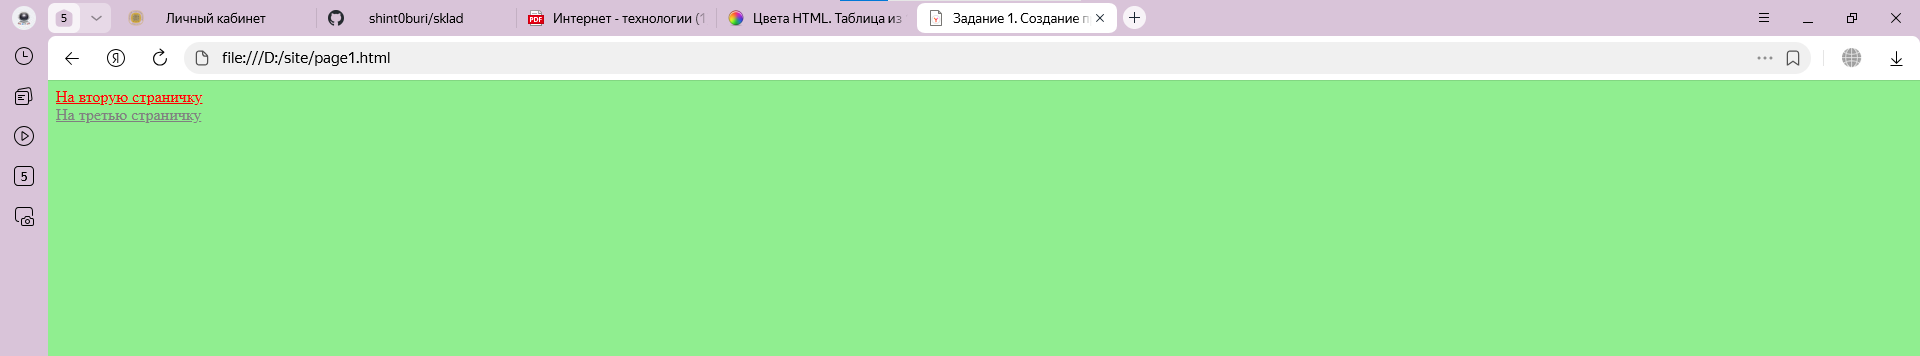 5
Личный кабинет
shint0buri/sklad
PDF
Интернет - технологии (1
Цвета HTML. Таблица из
Y
Задание 1. Создание п
Я
file:///D:/site/page1.html
На вторую страничку
На третью страничку
5